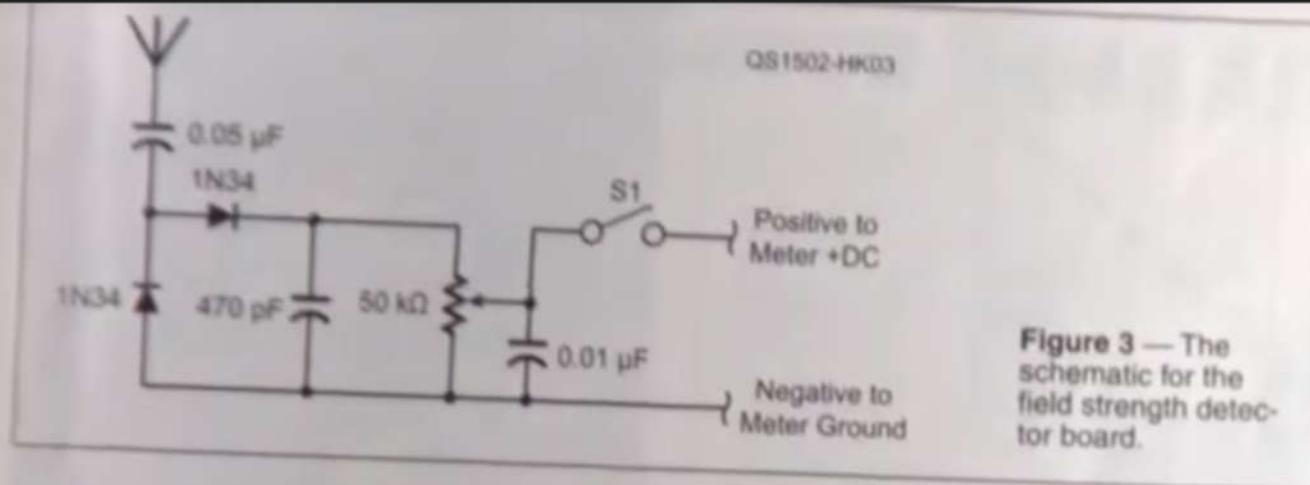 QS1502-HK03
0.05 µF
1N34
S1
Positive to
Meter +DC
1N34
470 pF
50 kΩ
0.01 µF
Negative to
Meter Ground
Figure 3 — The
schematic for the
field strength detec-
tor board.